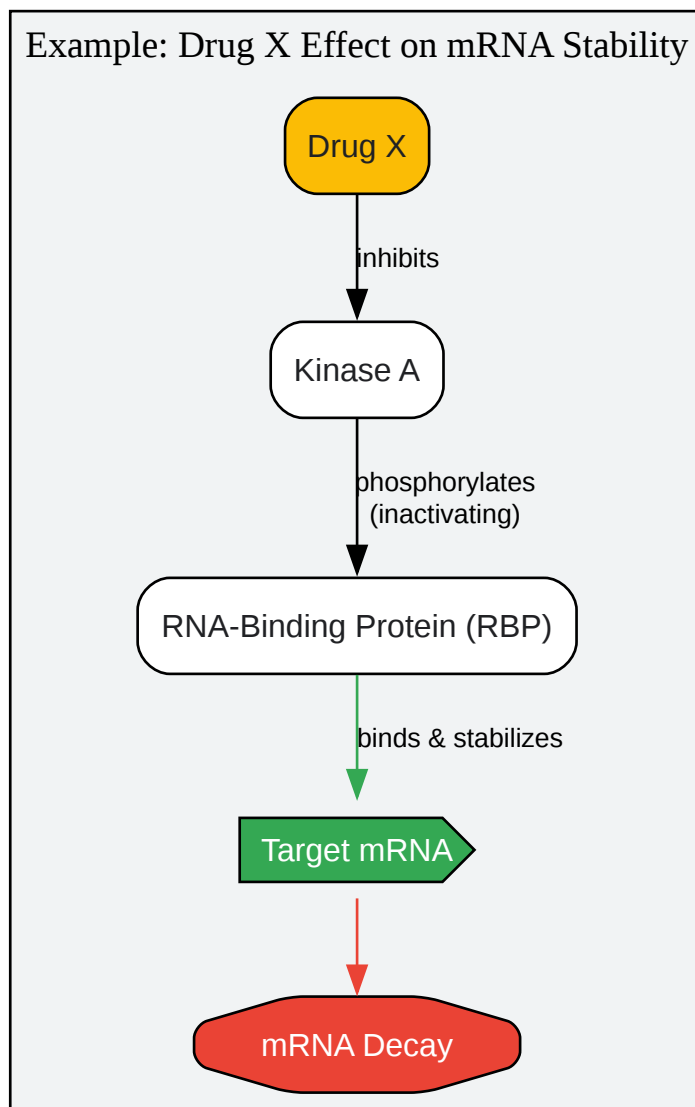 Example: Drug X Effect on mRNA Stability
Drug X
inhibits
Kinase A
phosphorylates
(inactivating)
RNA-Binding Protein (RBP)
binds & stabilizes
Target mRNA
mRNA Decay